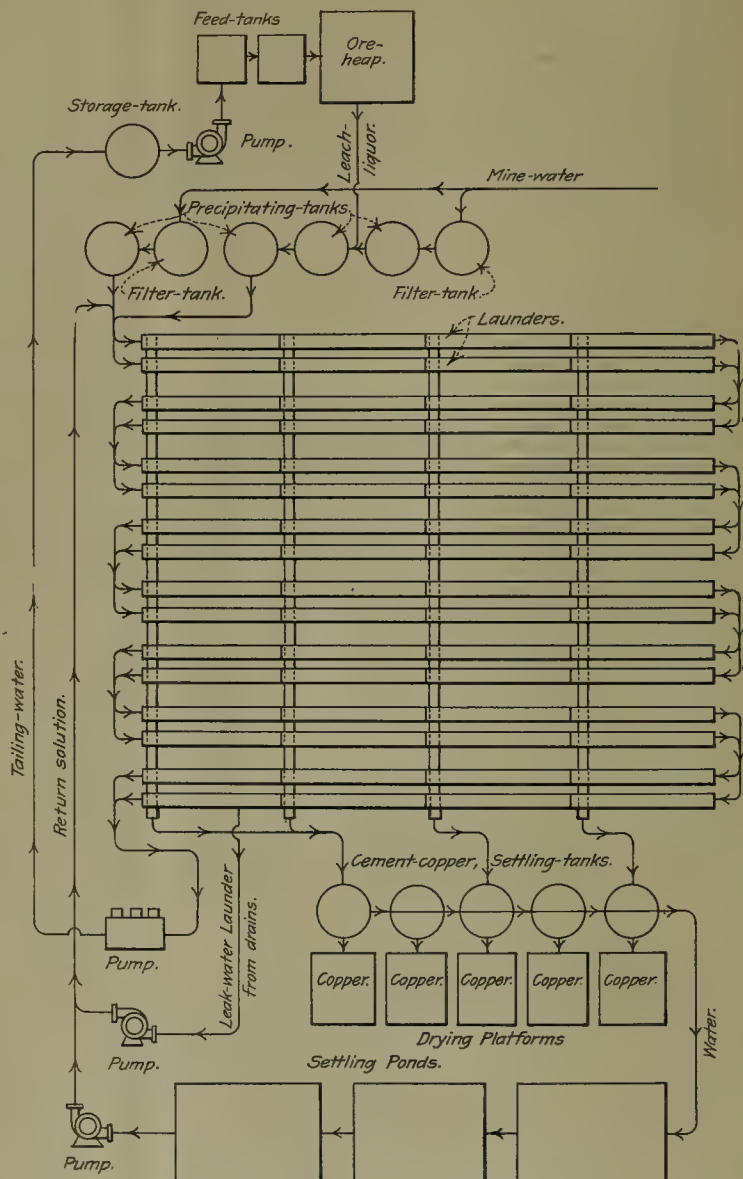 Feed-tanks
Ore-
heap.
Storage-tank.
Pump.
Leach-
liquor.
Mine-water
Precipitating-tanks
Filter-tank.
Filter-tank.
Launders.
Tailing-water.
Return solution.
Cement-copper, Settling-tanks.
Leak-water Launder
from drains.
Pump.
Copper.
Copper.
Copper.
Copper.
Copper.
Drying Platforms
Water.
Pump.
Settling Ponds.
Pump.